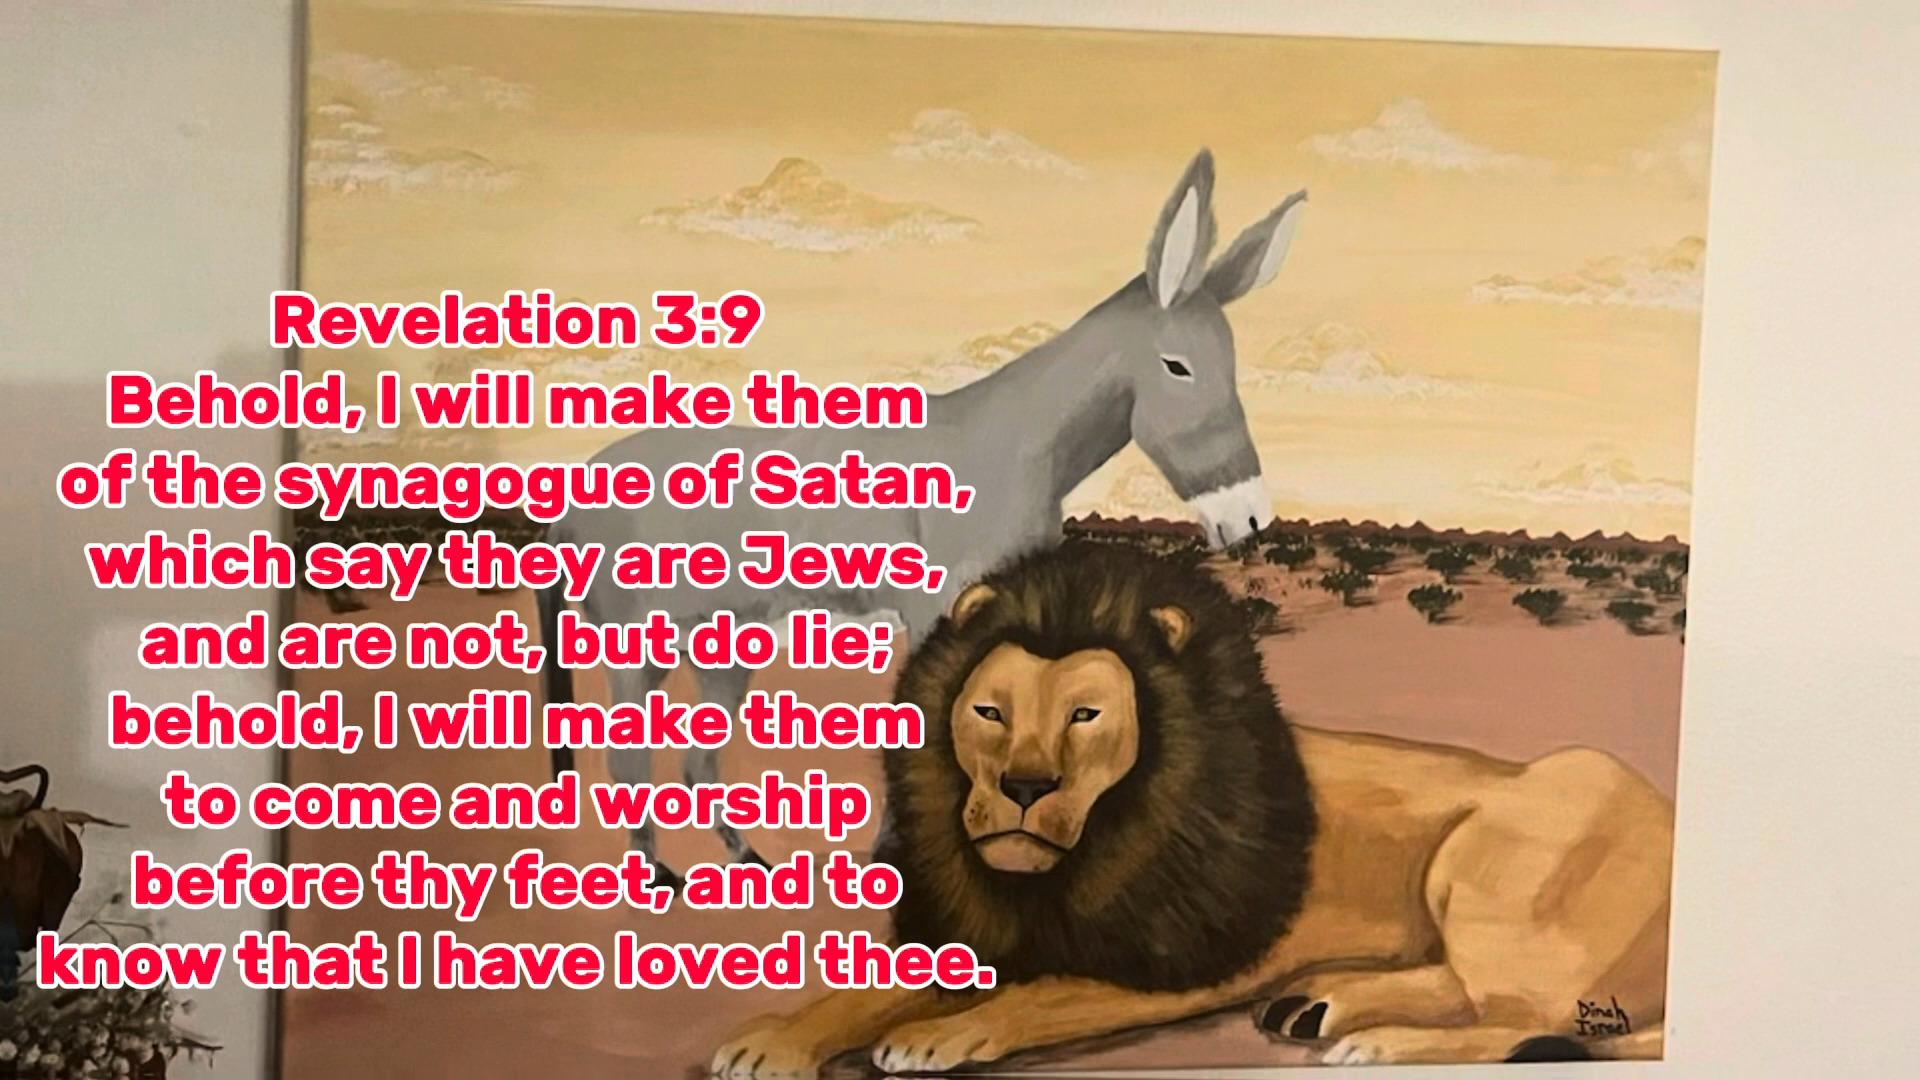 Revelation 3:9
Behold, I will make them
of the synagogue of Satan,
which say they are Jews,
and are not, but do lie;
behold, I will make them
to come and worship
before thy feet, and to
know that I have loved thee.
Dinah
Israel